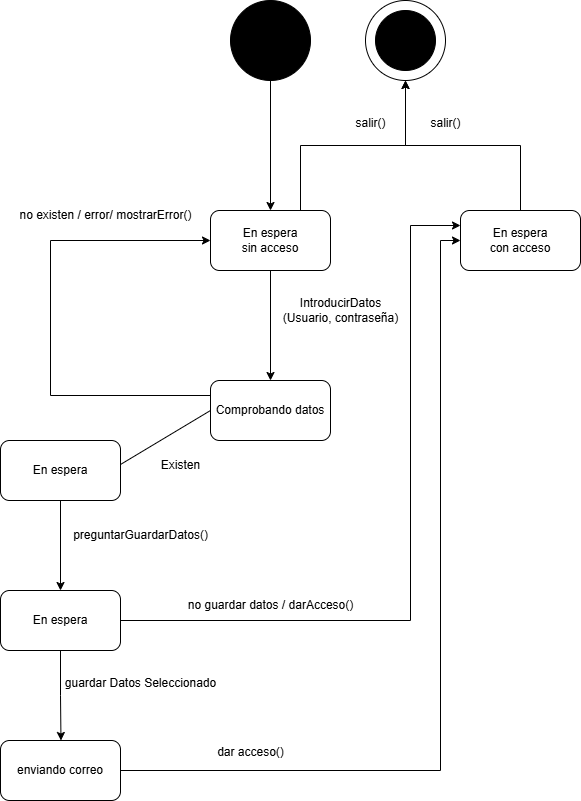 salir()
salir()
no existen / error/ mostrarError()
En espera
sin acceso
En espera
con acceso
IntroducirDatos
(Usuario, contraseña)
Comprobando datos
En espera
Existen
preguntarGuardarDatos()
no guardar datos / darAcceso()
En espera
guardar Datos Seleccionado
dar acceso()
enviando correo